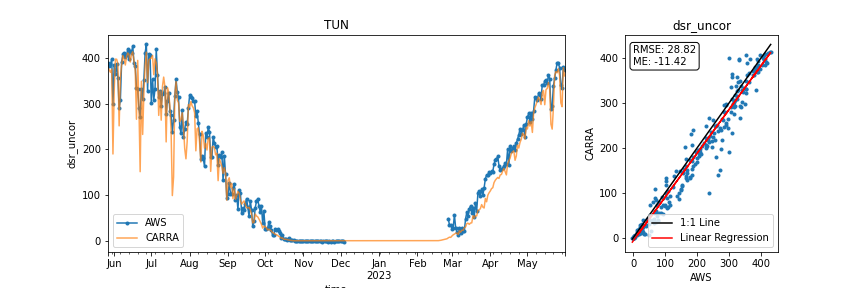 TUN
dsr_uncor
400
300
200
100
0
AWS
CARRA
Jun Jul Aug Sep Oct Nov Dec Jan Feb Mar Apr May
2023
dsr_uncor
CARRA
400
300
200
100
0
RMSE: 28.82
ME: -11.42
1:1 Line
Linear Regression
0 100 200 300 400
AWS